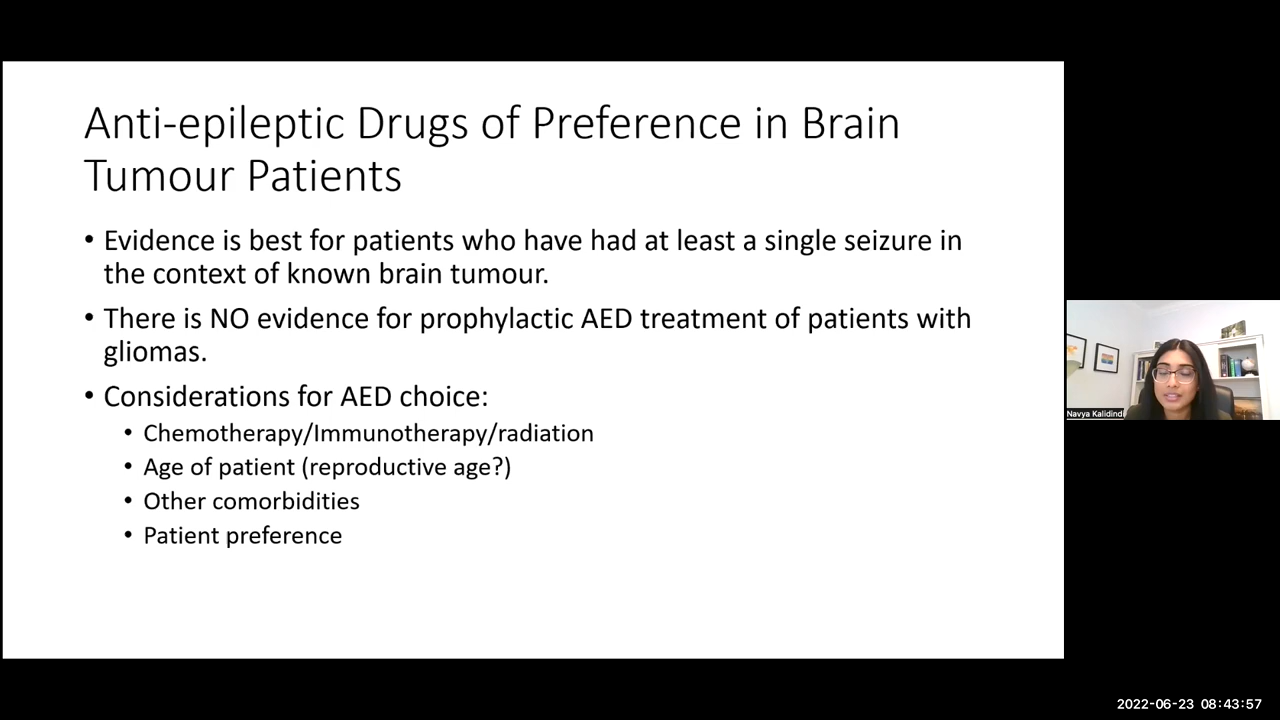 Anti-epileptic Drugs of Preference in Brain
Tumour Patients
• Evidence is best for patients who have had at least a single seizure in
the context of known brain tumour.
• There is NO evidence for prophylactic AED treatment of patients with
gliomas.
• Considerations for AED choice:
• Chemotherapy/Immunotherapy/radiation
• Age of patient (reproductive age?)
• Other comorbidities
• Patient preference
Navya Kalidindi
2022-06-23 08:43:57